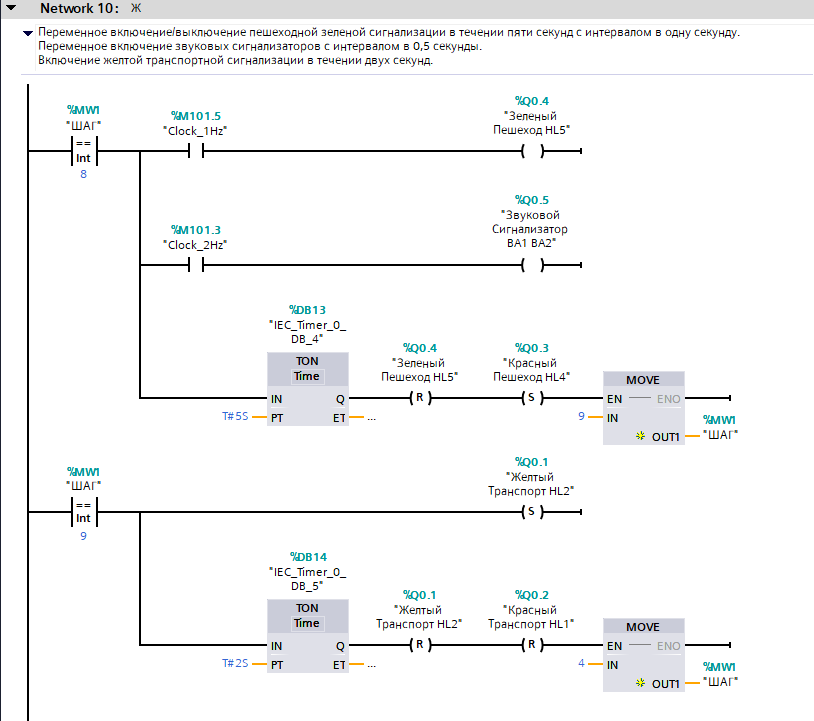 Network 10: Ж
Переменное включение/выключение пешеходной зеленой сигнализации в течении пяти секунд с интервалом в одну секунду.
Переменное включение звуковых сигнализаторов с интервалом в 0,5 секунды.
Включение желтой транспортной сигнализации в течении двух секунд.
%MW1
"ШАГ"
==
Int
8
%M101.5
"Clock_1Hz"
%Q0.4
"Зеленый
Пешеход HL5"
%M101.3
"Clock_2Hz"
%Q0.5
"Звуковой
Сигнализатор
BA1 BA2"
%DB13
"IEC_Timer_0_
DB_4"
TON
Time
IN Q
T#5S PT ET ...
%Q0.4
"Зеленый
Пешеход HL5"
R
%Q0.3
"Красный
Пешеход HL4"
S
MOVE
EN ENO
9 IN
OUT1
%MW1
"ШАГ"
%MW1
"ШАГ"
==
Int
9
%Q0.1
"Желтый
Транспорт HL2"
S
%DB14
"IEC_Timer_0_
DB_5"
TON
Time
IN Q
T#2S PT ET ...
%Q0.1
"Желтый
Транспорт HL2"
R
%Q0.2
"Красный
Транспорт HL1"
R
MOVE
EN ENO
4 IN
OUT1
%MW1
"ШАГ"